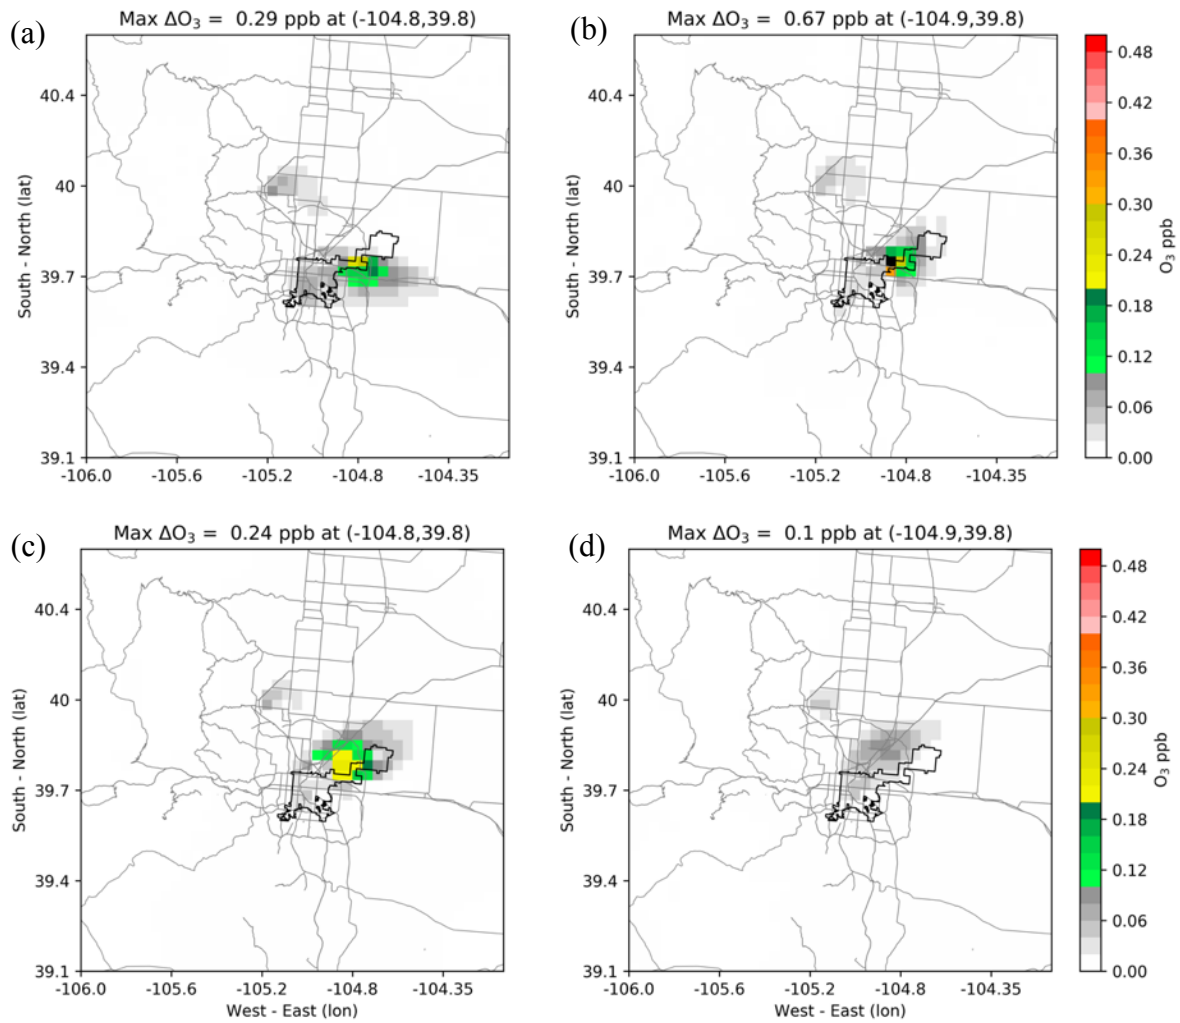 (a)
Max ΔO₃ = 0.29 ppb at (-104.8,39.8)
South - North (lat)
40.4
40
39.7
39.4
39.1
-106.0 -105.6 -105.2 -104.8 -104.35
(b)
Max ΔO₃ = 0.67 ppb at (-104.9,39.8)
South - North (lat)
40.4
40
39.7
39.4
39.1
-106.0 -105.6 -105.2 -104.8 -104.35
0.48
0.42
0.36
0.30
0.24
0.18
0.12
0.06
0.00
O₃ ppb
(c)
Max ΔO₃ = 0.24 ppb at (-104.8,39.8)
South - North (lat)
40.4
40
39.7
39.4
39.1
-106.0 -105.6 -105.2 -104.8 -104.35
West - East (lon)
(d)
Max ΔO₃ = 0.1 ppb at (-104.9,39.8)
South - North (lat)
40.4
40
39.7
39.4
39.1
-106.0 -105.6 -105.2 -104.8 -104.35
West - East (lon)
0.48
0.42
0.36
0.30
0.24
0.18
0.12
0.06
0.00
O₃ ppb